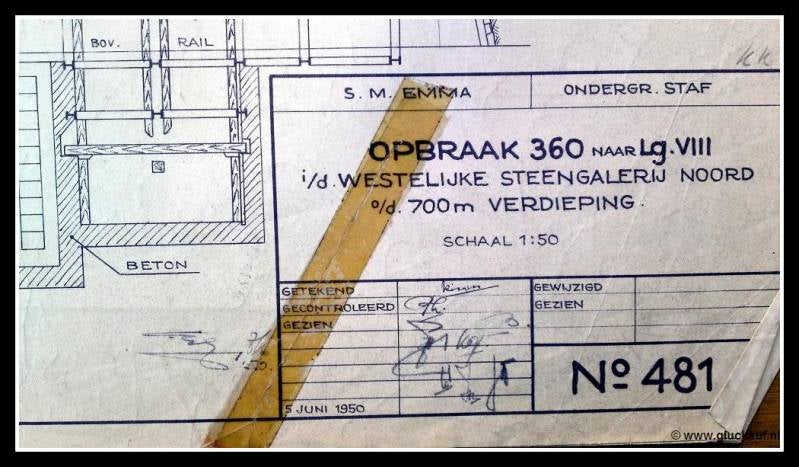 BOV. RAIL
S. M. EMMA
ONDERGR. STAF
OPBRAAK 360 NAAR Lg. VIII
i/d. WESTELIJKE STEENGALERIJ NOORD
o/d. 700m VERDIEPING.
SCHAAL 1:50
BETON
GETEKEND
GECONTROLEERD
GEZIEN
5 JUNI 1950
GEWIJZIGD
GEZIEN
No 481
© www.gluckauf.nl